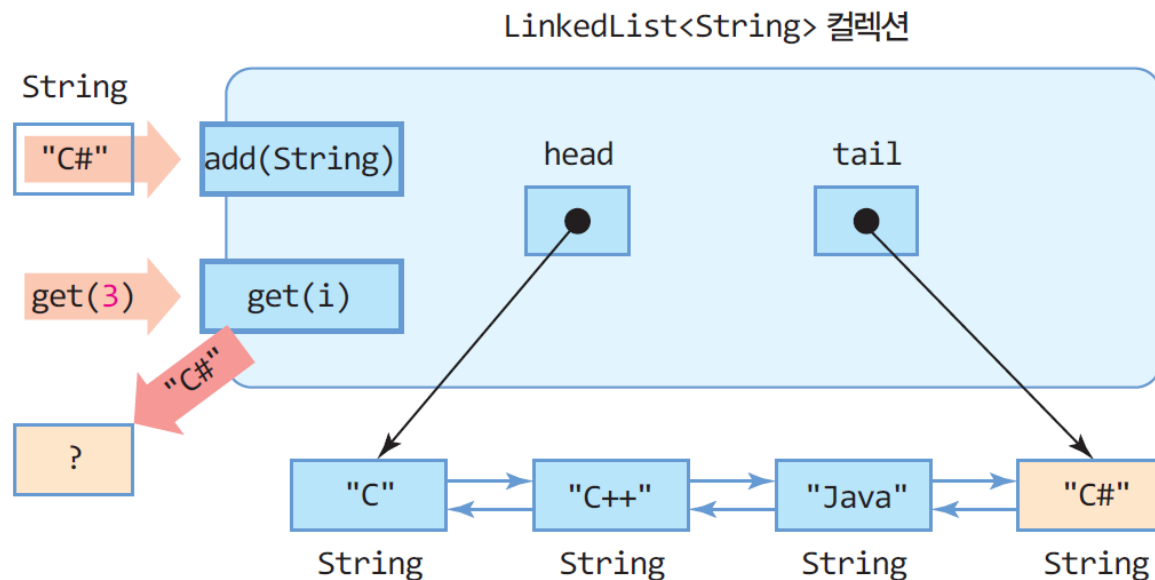 LinkedList<String> 컬렉션
String
"C#"
add(String)
head
tail
get(3)
get(i)
"C#"
?
"C"
"C++"
"Java"
"C#"
String
String
String
String